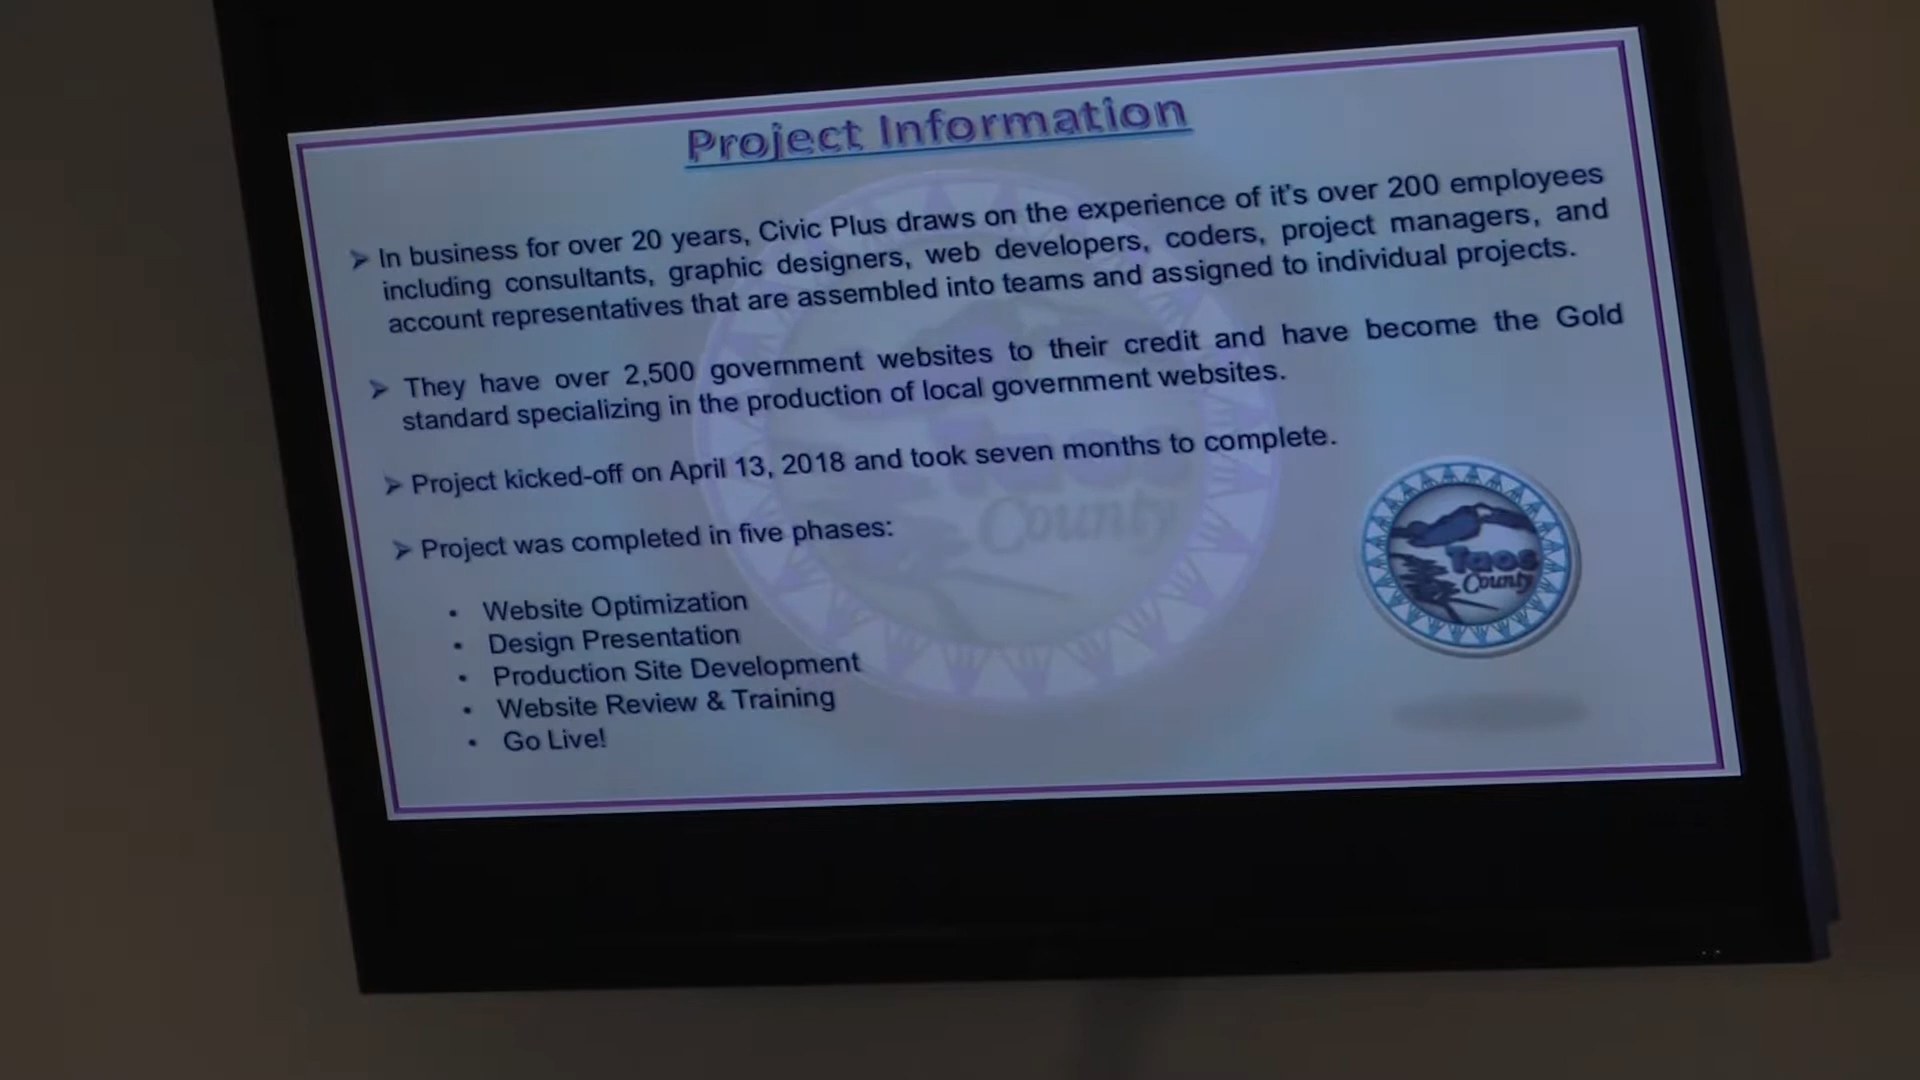 Project Information
➢ In business for over 20 years, Civic Plus draws on the experience of it's over 200 employees
including consultants, graphic designers, web developers, coders, project managers, and
account representatives that are assembled into teams and assigned to individual projects.
➢ They have over 2,500 government websites to their credit and have become the Gold
standard specializing in the production of local government websites.
➢ Project kicked-off on April 13, 2018 and took seven months to complete.
➢ Project was completed in five phases:
• Website Optimization
• Design Presentation
• Production Site Development
• Website Review & Training
• Go Live!
Taos
County
Taos
County